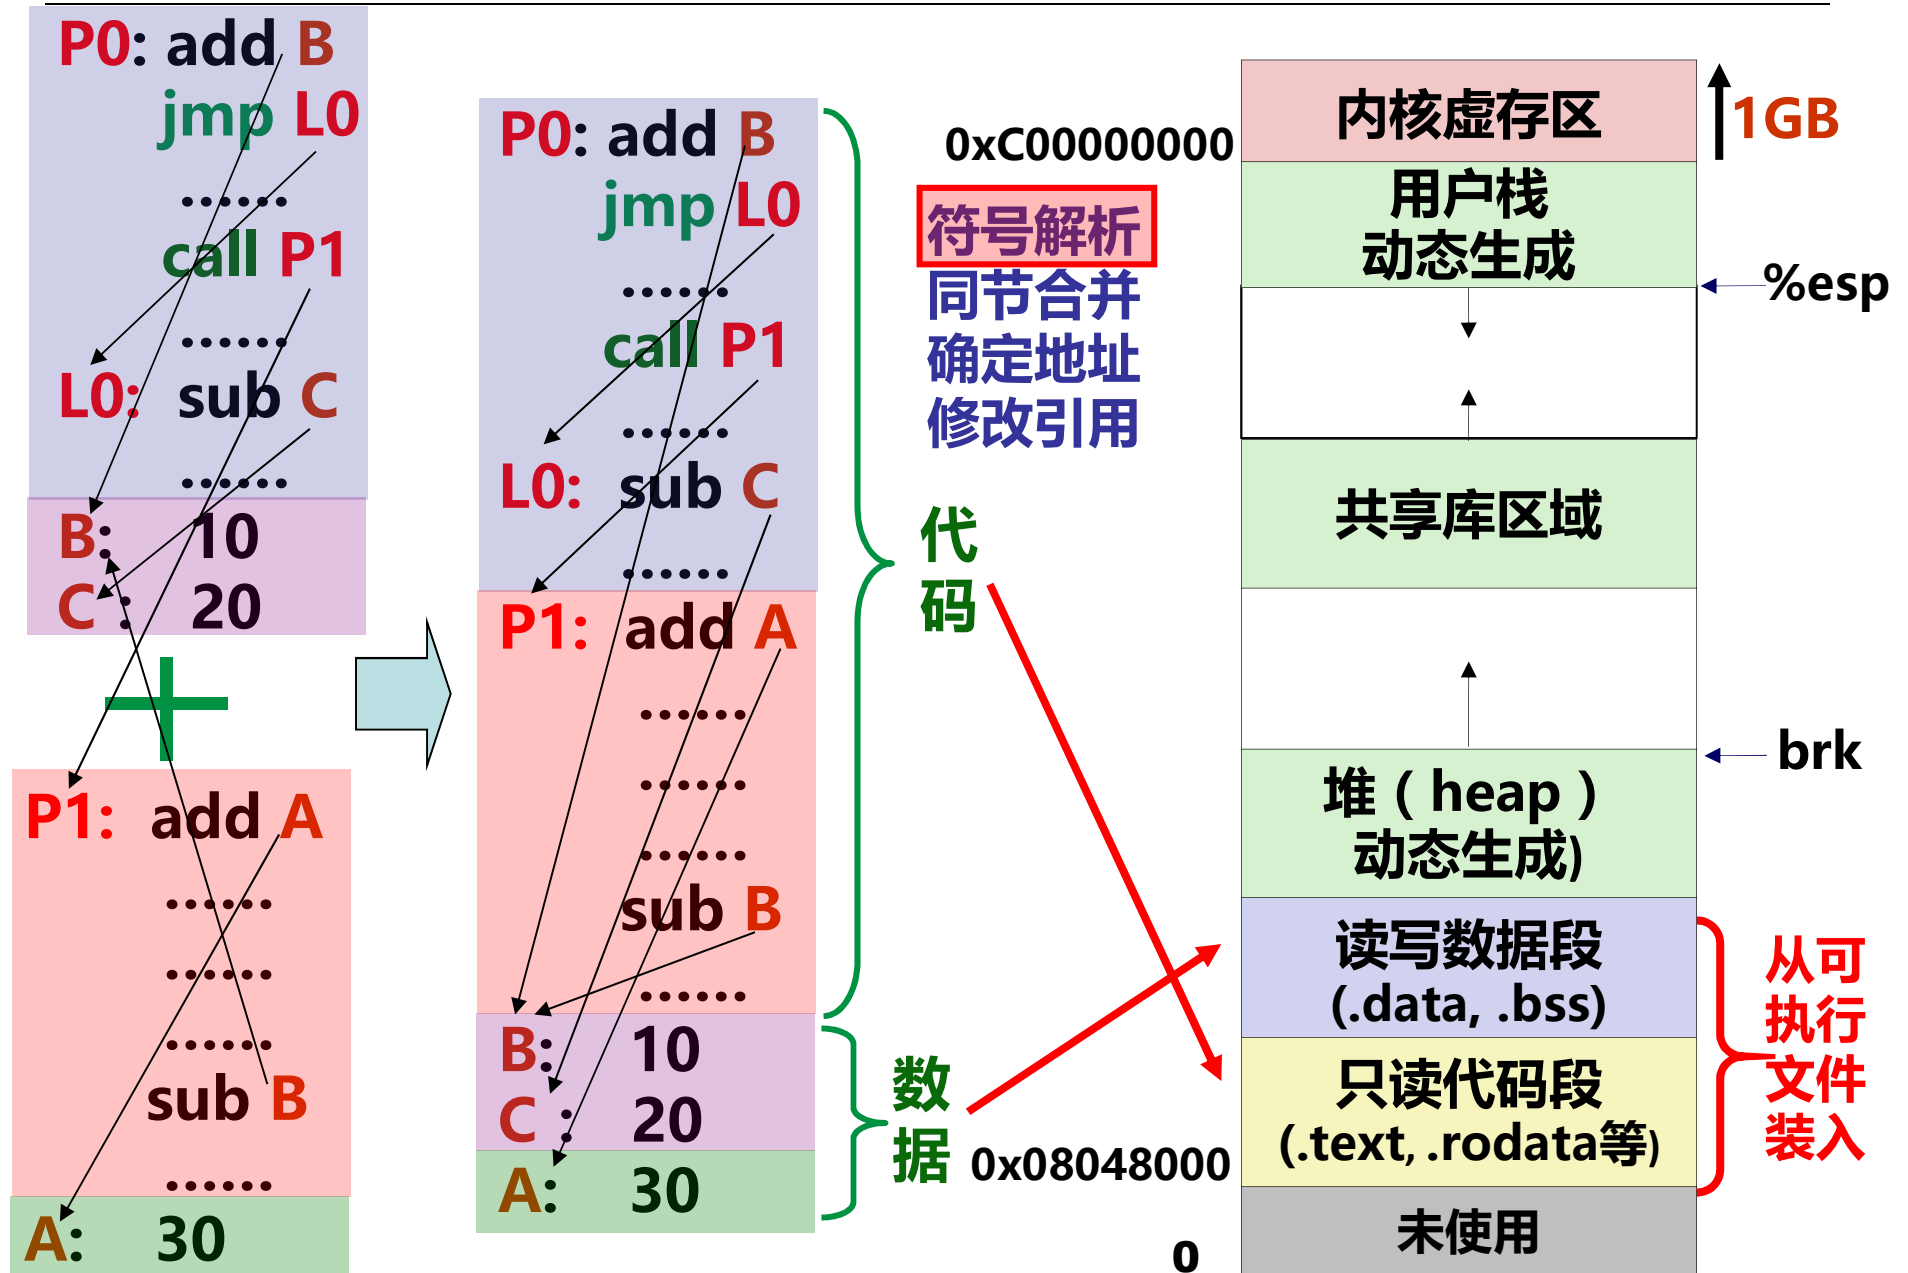 P0: add B
jmp L0
......
call P1
......
L0: sub C
......
B: 10
C : 20
P1: add A
......
......
......
sub B
......
A: 30
P0: add B
jmp L0
......
call P1
......
L0: sub C
......
P1: add A
......
......
......
sub B
......
B: 10
C : 20
A: 30
代
码
数
据
符号解析
同节合并
确定地址
修改引用
0xC00000000
0x08048000
0
内核虚存区
用户栈
动态生成
共享库区域
堆（heap）
动态生成)
读写数据段
(.data, .bss)
只读代码段
(.text, .rodata等)
未使用
1GB
%esp
brk
从可
执行
文件
装入